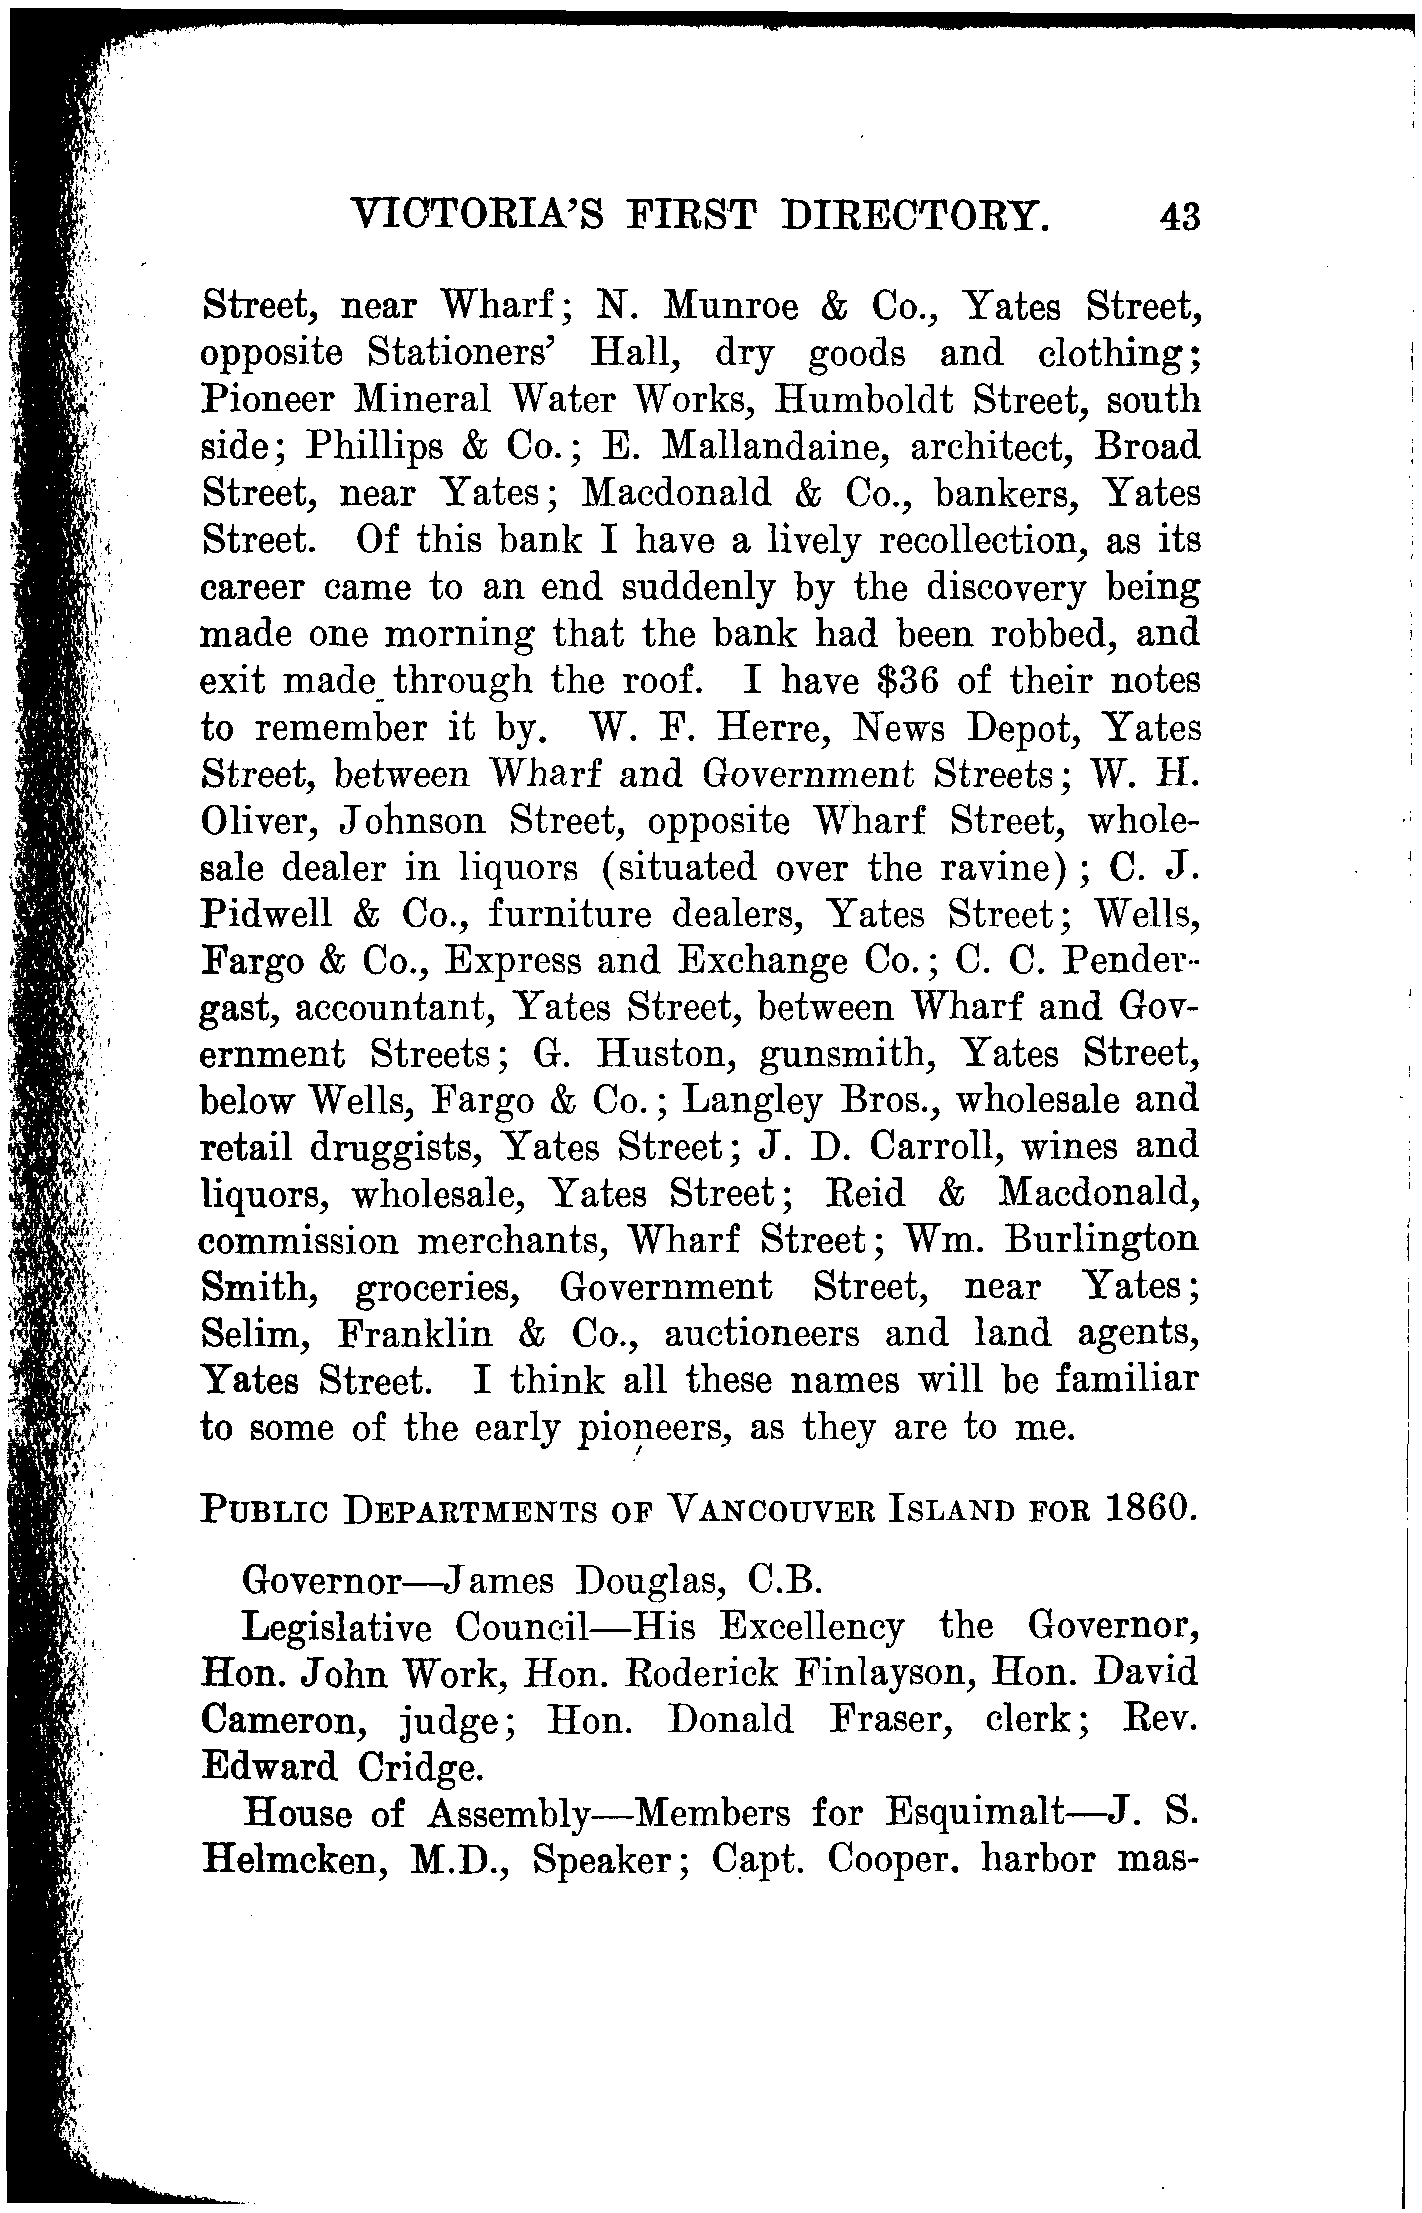 VICTORIA'S FIRST DIRECTORY. 43
Street, near Wharf; N. Munroe & Co., Yates Street,
opposite Stationers' Hall, dry goods and clothing;
Pioneer Mineral Water Works, Humboldt Street, south
side; Phillips & Co.; E. Mallandaine, architect, Broad
Street, near Yates; Macdonald & Co., bankers, Yates
Street. Of this bank I have a lively recollection, as its
career came to an end suddenly by the discovery being
made one morning that the bank had been robbed, and
exit made through the roof. I have $36 of their notes
to remember it by. W. F. Herre, News Depot, Yates
Street, between Wharf and Government Streets; W. H.
Oliver, Johnson Street, opposite Wharf Street, whole-
sale dealer in liquors (situated over the ravine); C. J.
Pidwell & Co., furniture dealers, Yates Street; Wells,
Fargo & Co., Express and Exchange Co.; C. C. Pender-
gast, accountant, Yates Street, between Wharf and Gov-
ernment Streets; G. Huston, gunsmith, Yates Street,
below Wells, Fargo & Co.; Langley Bros., wholesale and
retail druggists, Yates Street; J. D. Carroll, wines and
liquors, wholesale, Yates Street; Reid & Macdonald,
commission merchants, Wharf Street; Wm. Burlington
Smith, groceries, Government Street, near Yates;
Selim, Franklin & Co., auctioneers and land agents,
Yates Street. I think all these names will be familiar
to some of the early pioneers, as they are to me.
PUBLIC DEPARTMENTS OF VANCOUVER ISLAND FOR 1860.
Governor—James Douglas, C.B.
Legislative Council—His Excellency the Governor,
Hon. John Work, Hon. Roderick Finlayson, Hon. David
Cameron, judge; Hon. Donald Fraser, clerk; Rev.
Edward Cridge.
House of Assembly—Members for Esquimalt—J. S.
Helmcken, M.D., Speaker; Capt. Cooper. harbor mas-